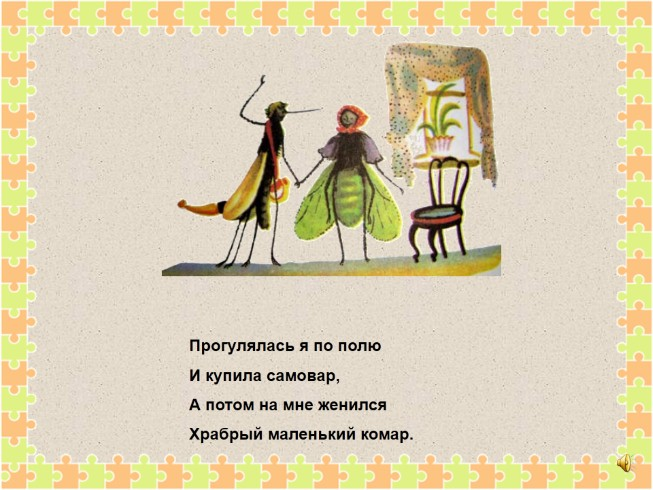 Прогулялась я по полю
И купила самовар,
А потом на мне женился
Храбрый маленький комар.